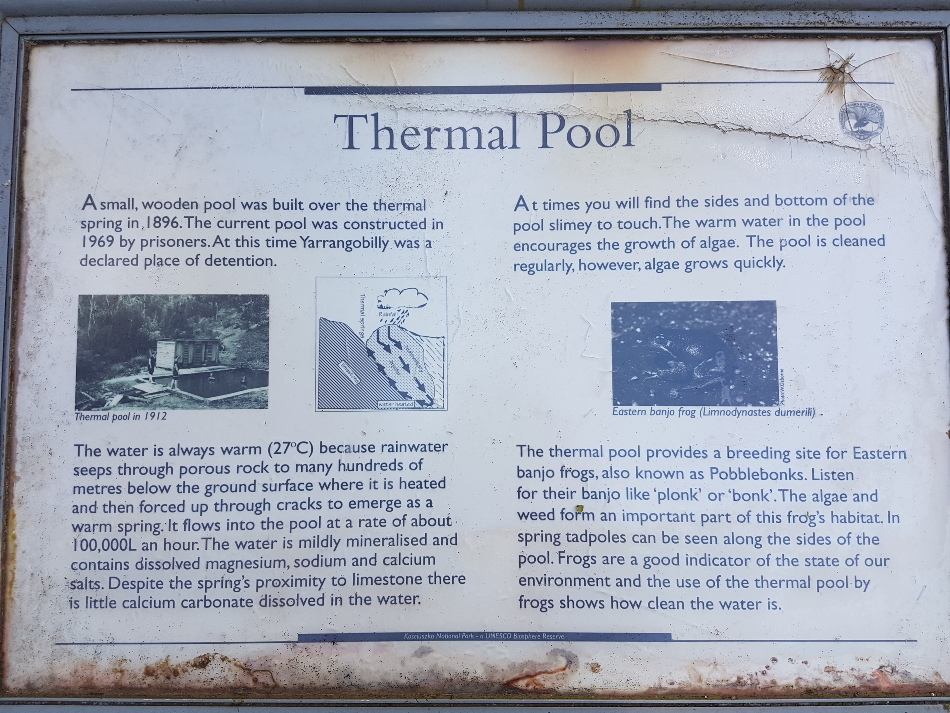 Thermal Pool
A small, wooden pool was built over the thermal
spring in 1896. The current pool was constructed in
1969 by prisoners. At this time Yarrangobilly was a
declared place of detention.
Thermal springs
Rainfall
water heated
Thermal pool in 1912
The water is always warm (27°C) because rainwater
seeps through porous rock to many hundreds of
metres below the ground surface where it is heated
and then forced up through cracks to emerge as a
warm spring. It flows into the pool at a rate of about
100,000L an hour. The water is mildly mineralised and
contains dissolved magnesium, sodium and calcium
salts. Despite the spring's proximity to limestone there
is little calcium carbonate dissolved in the water.
At times you will find the sides and bottom of the
pool slimey to touch. The warm water in the pool
encourages the growth of algae. The pool is cleaned
regularly, however, algae grows quickly.
Eastern banjo frog (Limnodynastes dumerili)
The thermal pool provides a breeding site for Eastern
banjo frogs, also known as Pobblebonks. Listen
for their banjo like 'plonk' or 'bonk'. The algae and
weed form an important part of this frog's habitat. In
spring tadpoles can be seen along the sides of the
pool. Frogs are a good indicator of the state of our
environment and the use of the thermal pool by
frogs shows how clean the water is.
Kosciuszko National Park - a UNESCO Biosphere Reserve